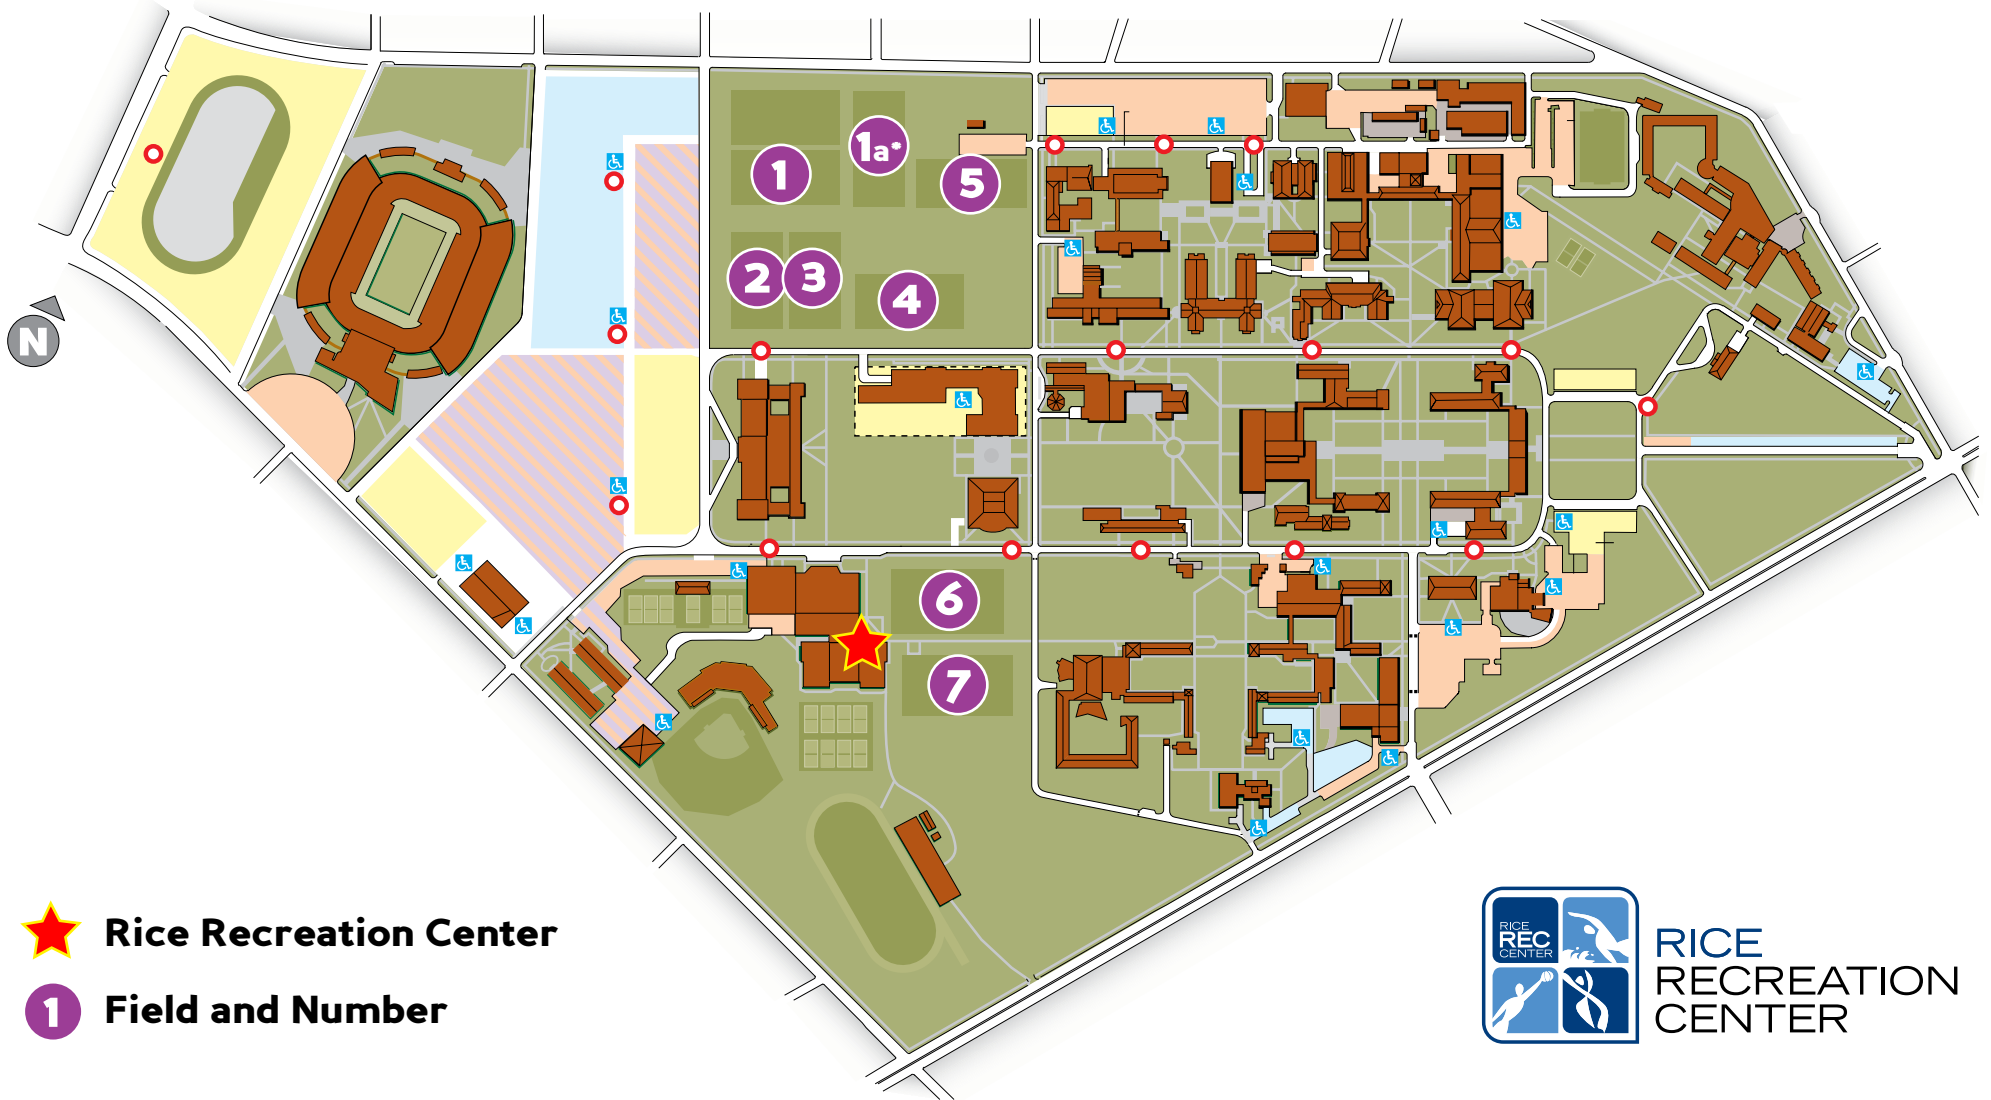 1
1a*
5
2
3
4
N
6
7
Rice Recreation Center
1
Field and Number
RICE
REC
CENTER
RICE
RECREATION
CENTER